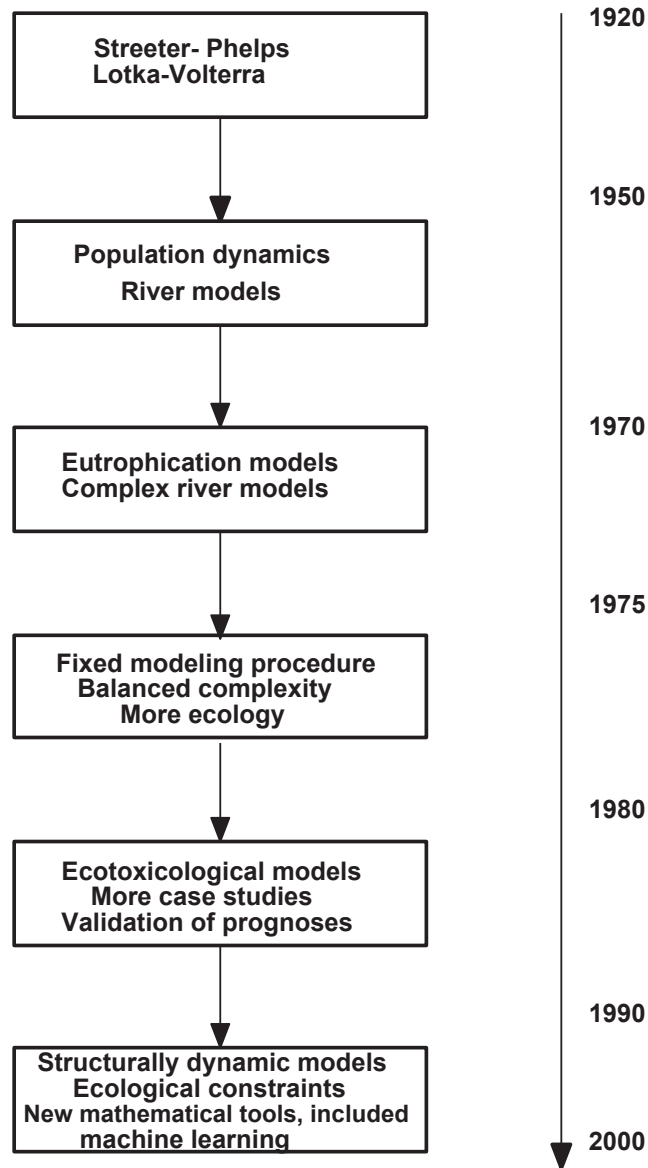 Streeter- Phelps
Lotka-Volterra
1920
1950
Population dynamics
River models
1970
Eutrophication models
Complex river models
1975
Fixed modeling procedure
Balanced complexity
More ecology
1980
Ecotoxicological models
More case studies
Validation of prognoses
1990
Structurally dynamic models
Ecological constraints
New mathematical tools, included
machine learning
2000